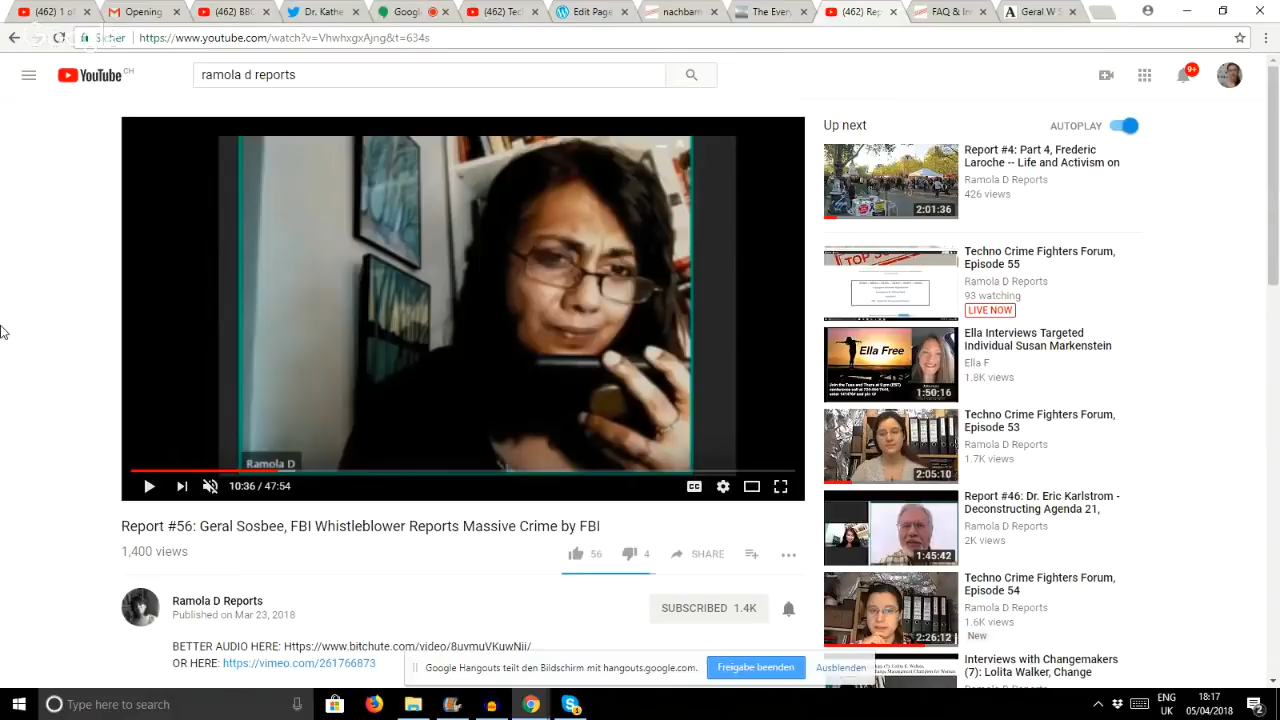 (462) 1 of
Opening
(462) BBC
Dr. Kathe
Googl
(462) Tec
Edit Page
nachbarn
The Even
(462) Rep
FAQ & In
Geral.W S
Sicher
https://www.youtube.com/watch?v=VhwhxgxAjng&t=634s
YouTube CH
ramola d reports
9+
Up next
AUTOPLAY
Report #4: Part 4, Frederic
Laroche -- Life and Activism on
Ramola D Reports
426 views
2:01:36
Techno Crime Fighters Forum,
Episode 55
Ramola D Reports
93 watching
LIVE NOW
Ella Interviews Targeted
Individual Susan Markenstein
Ella F
1.8K views
Ella Free
1:50:16
Techno Crime Fighters Forum,
Episode 53
Ramola D Reports
1.7K views
2:05:10
Report #46: Dr. Eric Karlstrom -
Deconstructing Agenda 21,
Ramola D Reports
2K views
1:45:42
Techno Crime Fighters Forum,
Episode 54
Ramola D Reports
1.6K views
New
2:26:12
Interviews with Changemakers
(7): Lolita Walker, Change
Ramola D
10:36 / 47:54
CC
Report #56: Geral Sosbee, FBI Whistleblower Reports Massive Crime by FBI
1,400 views
56
4
SHARE
Ramola D Reports
Published on Mar 23, 2018
SUBSCRIBED 1.4K
BETTER AUDIO HERE: Https://www.bitchute.com/video/8uvmuVKuwNii/
OR HERE: https://vimeo.com/261766873
Google Hangouts teilt den Bildschirm mit hangouts.google.com.
Freigabe beenden
Ausblenden
Type here to search
ENG
UK
18:17
05/04/2018
2